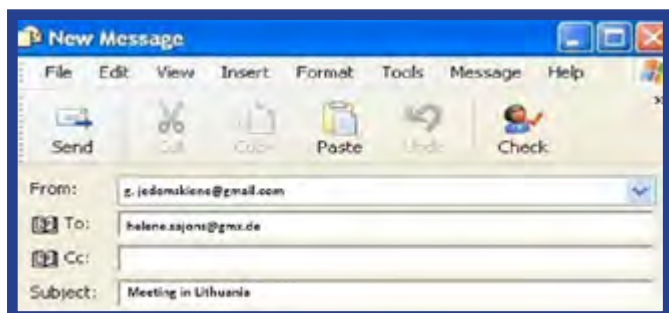 New Message
File Edit View Insert Format Tools Message Help
Send Cut Copy Paste Undo Check
From: g.jedomskiene@gmail.com
To: helene.sajons@gmx.de
Cc:
Subject: Meeting in Lithuania